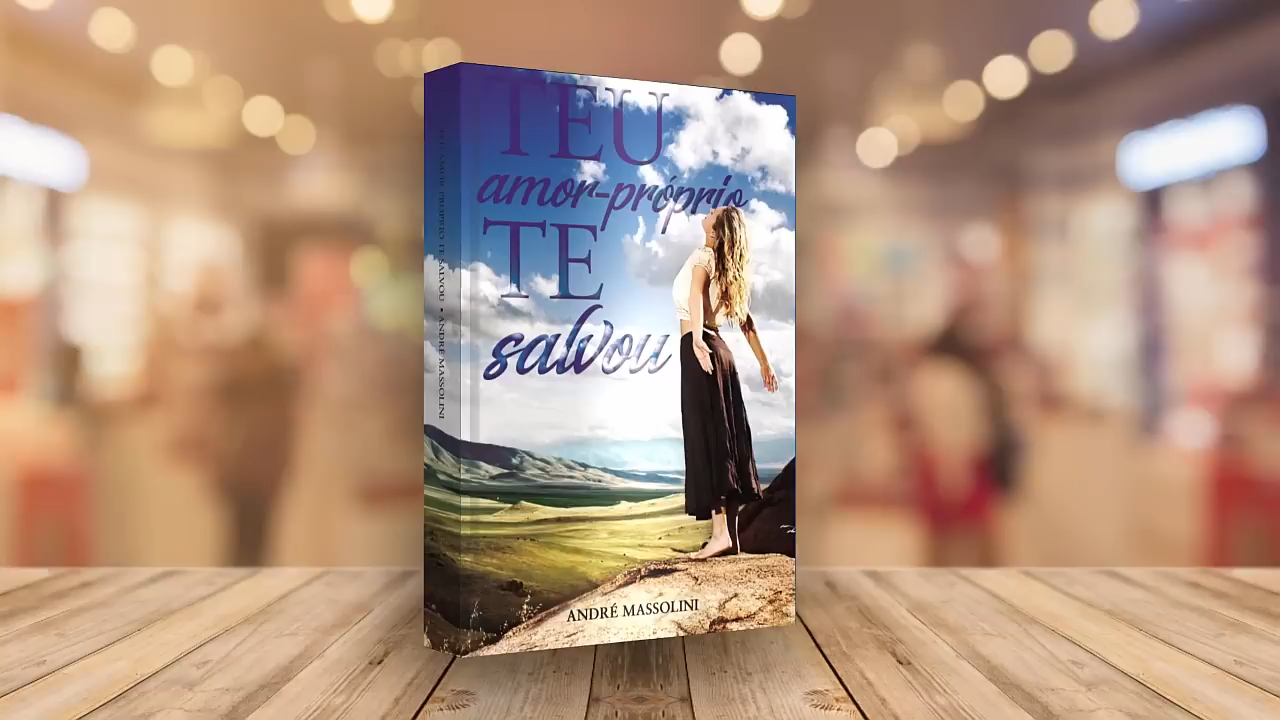 TEU
amor-próprio
TE
salvou
ANDRÉ MASSOLINI
TEU AMOR-PRÓPRIO TE SALVOU • ANDRÉ MASSOLINI